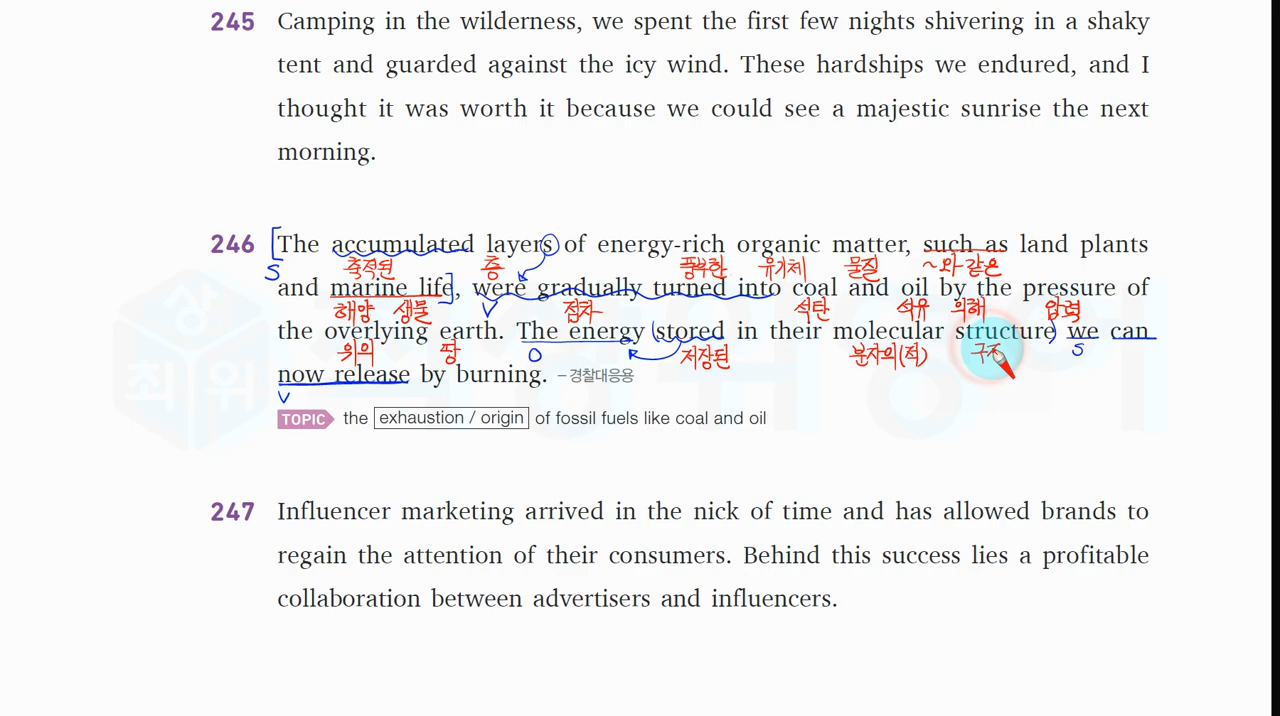 245 Camping in the wilderness, we spent the first few nights shivering in a shaky
tent and guarded against the icy wind. These hardships we endured, and I
thought it was worth it because we could see a majestic sunrise the next
morning.
246 [The accumulated layers of energy-rich organic matter, such as land plants
S 축적된 층 풍부한 유기체 물질 ~와 같은
and marine life], were gradually turned into coal and oil by the pressure of
해양 생물 V 점차 석탄 석유 의해 압력
the overlying earth. The energy (stored in their molecular structure) we can
위의 땅 O 저장된 분자의(적) 구조 S
now release by burning. – 경찰대응용
V
TOPIC the exhaustion / origin of fossil fuels like coal and oil
247 Influencer marketing arrived in the nick of time and has allowed brands to
regain the attention of their consumers. Behind this success lies a profitable
collaboration between advertisers and influencers.
상
최 위